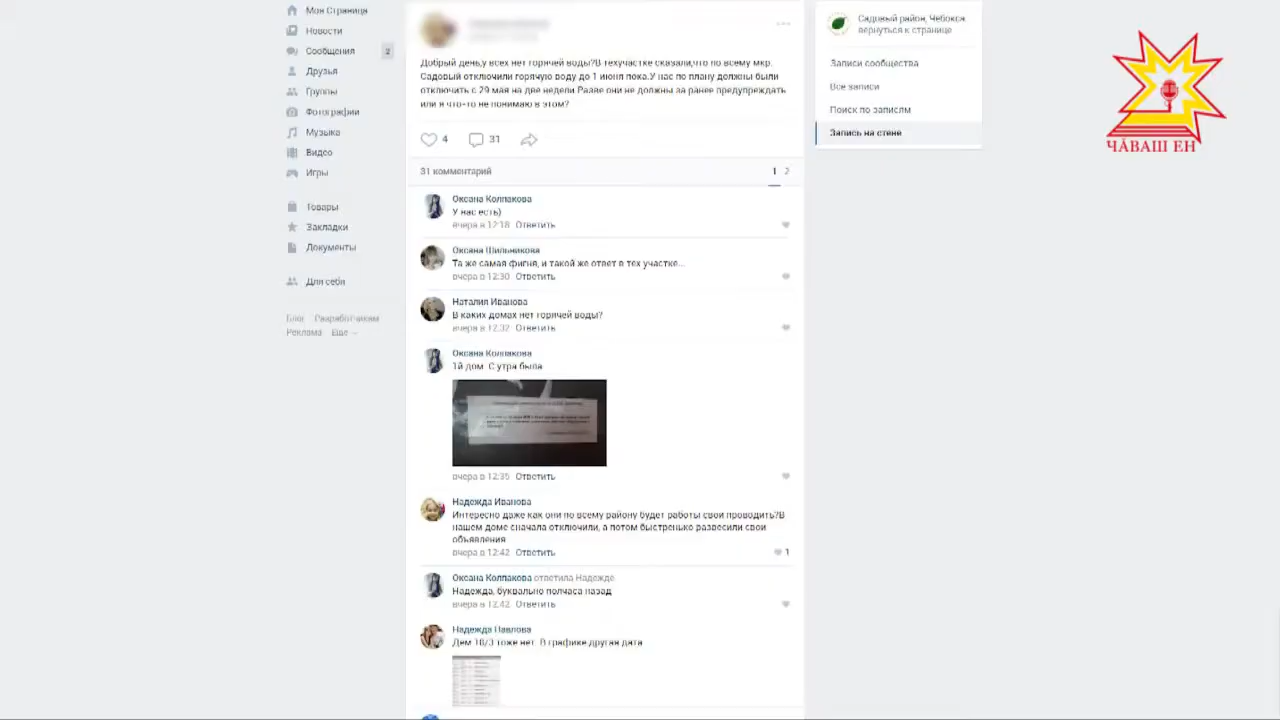 Моя Страница
Новости
Сообщения 2
Друзья
Группы
Фотографии
Музыка
Видео
Игры
Товары
Закладки
Документы
Для себя
Блог Разработчикам
Реклама Ещё
Добрый день,у всех нет горячей воды?В техучастке сказали,что по всему мкр.
Садовый отключили горячую воду до 1 июня пока.У нас по плану должны были
отключить с 29 мая на две недели.Разве они не должны за ранее предупреждать
или я что-то не понимаю в этом?
4 31
31 комментарий 1 2
Оксана Колпакова
У нас есть)
вчера в 12:18 Ответить
Оксана Шильникова
Та же самая фигня, и такой же ответ в тех участке...
вчера в 12:30 Ответить
Наталия Иванова
В каких домах нет горячей воды?
вчера в 12:32 Ответить
Оксана Колпакова
1й дом. С утра была
вчера в 12:35 Ответить
Надежда Иванова
Интересно даже как они по всему району будет работы свои проводить?В
нашем доме сначала отключили, а потом быстренько развесили свои
объявления
вчера в 12:42 Ответить 1
Оксана Колпакова ответила Надежде
Надежда, буквально полчаса назад
вчера в 12:42 Ответить
Надежда Павлова
Дем 10/3 тоже нет. В графике другая дата
Садовый район, Чебокса
вернуться к странице
Записи сообщества
Все записи
Поиск по записям
Запись на стене
ЧӐВАШ ЕН